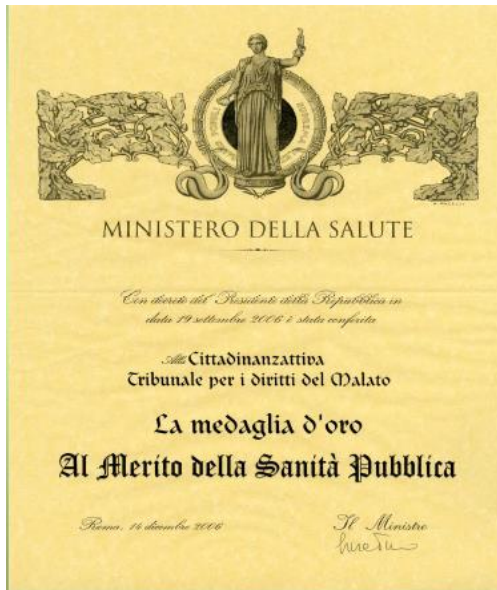 MINISTERO DELLA SALUTE
Con decreto del Presidente della Repubblica in
data 19 settembre 2006 è stata conferita
Alla Cittadinanzattiva
Tribunale per i diritti del Malato
La medaglia d'oro
Al Merito della Sanità Pubblica
Roma, 14 dicembre 2006
Il Ministro